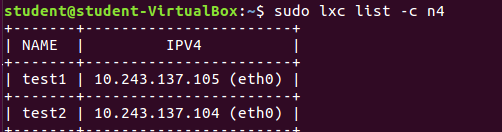 student@student-VirtualBox:~$ sudo lxc list -c n4
+-------+-----------------------+
| NAME  |         IPV4          |
+-------+-----------------------+
| test1 | 10.243.137.105 (eth0) |
+-------+-----------------------+
| test2 | 10.243.137.104 (eth0) |
+-------+-----------------------+